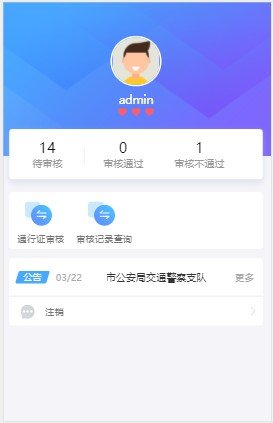 admin
14 0 1
待审核 审核通过 审核不通过
通行证审核 审核记录查询
公告 03/22 市公安局交通警察支队 更多
注销